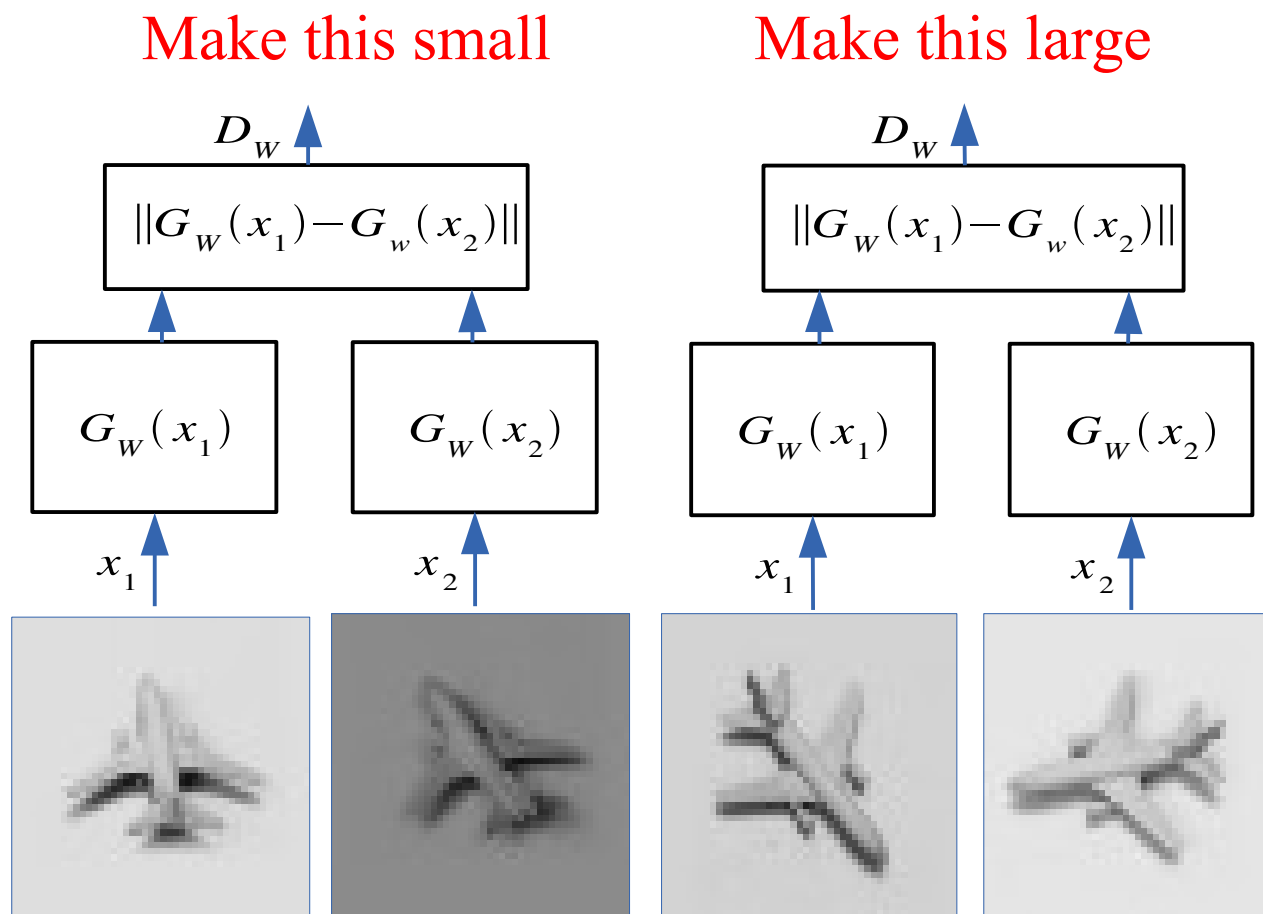 Make this small
Make this large
D_W
D_W
||G_W(x_1)−G_w(x_2)||
||G_W(x_1)−G_w(x_2)||
G_W(x_1)
G_W(x_2)
G_W(x_1)
G_W(x_2)
x_1
x_2
x_1
x_2